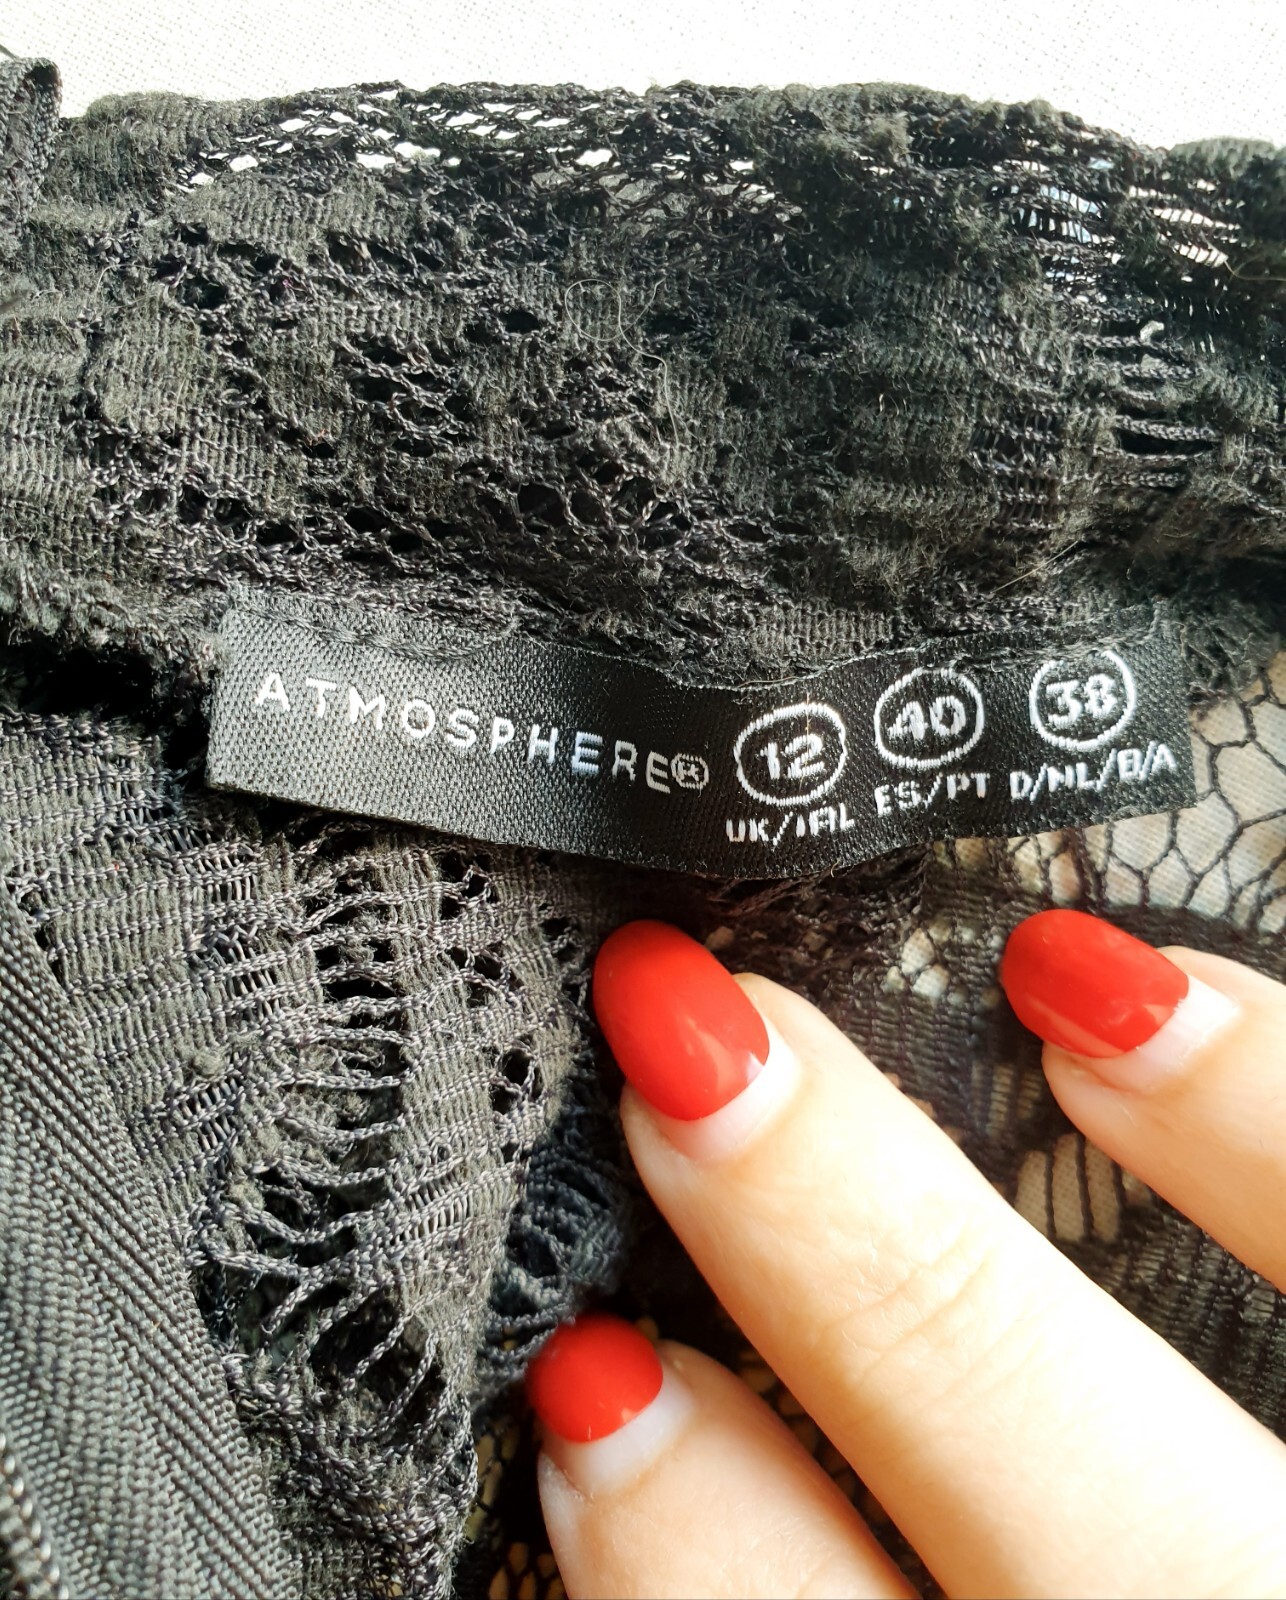 ATMOSPHERE® 12 40 38
UK/IRL ES/PT D/NL/B/A